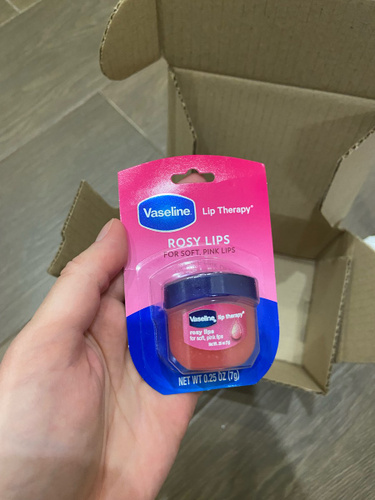 Vaseline
Lip Therapy®
ROSY LIPS
FOR SOFT, PINK LIPS
Vaseline lip therapy®
rosy lips
for soft, pink lips
NET WT 0.25 OZ (7g)